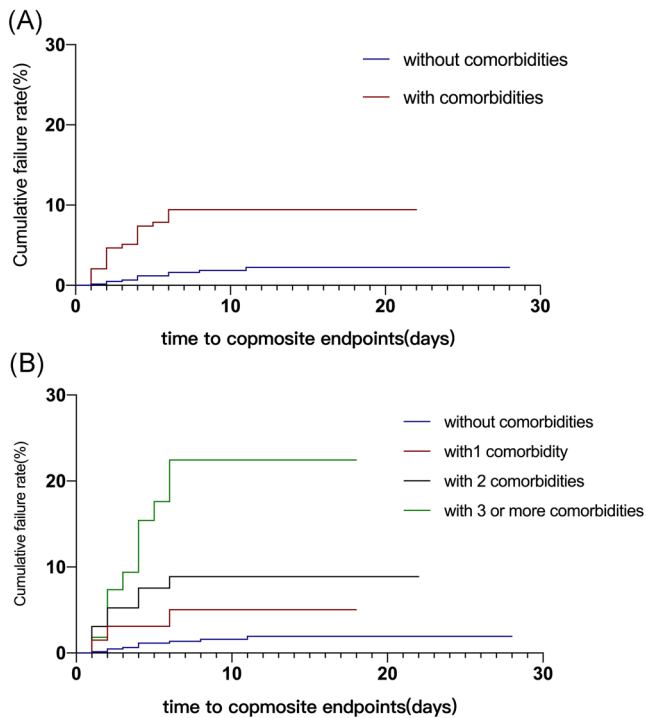 (A)
30
20
10
0
Cumulative failure rate(%)
without comorbidities
with comorbidities
0 10 20 30
time to copmosite endpoints(days)
(B)
30
20
10
0
Cumulative failure rate(%)
without comorbidities
with1 comorbidity
with 2 comorbidities
with 3 or more comorbidities
0 10 20 30
time to copmosite endpoints(days)